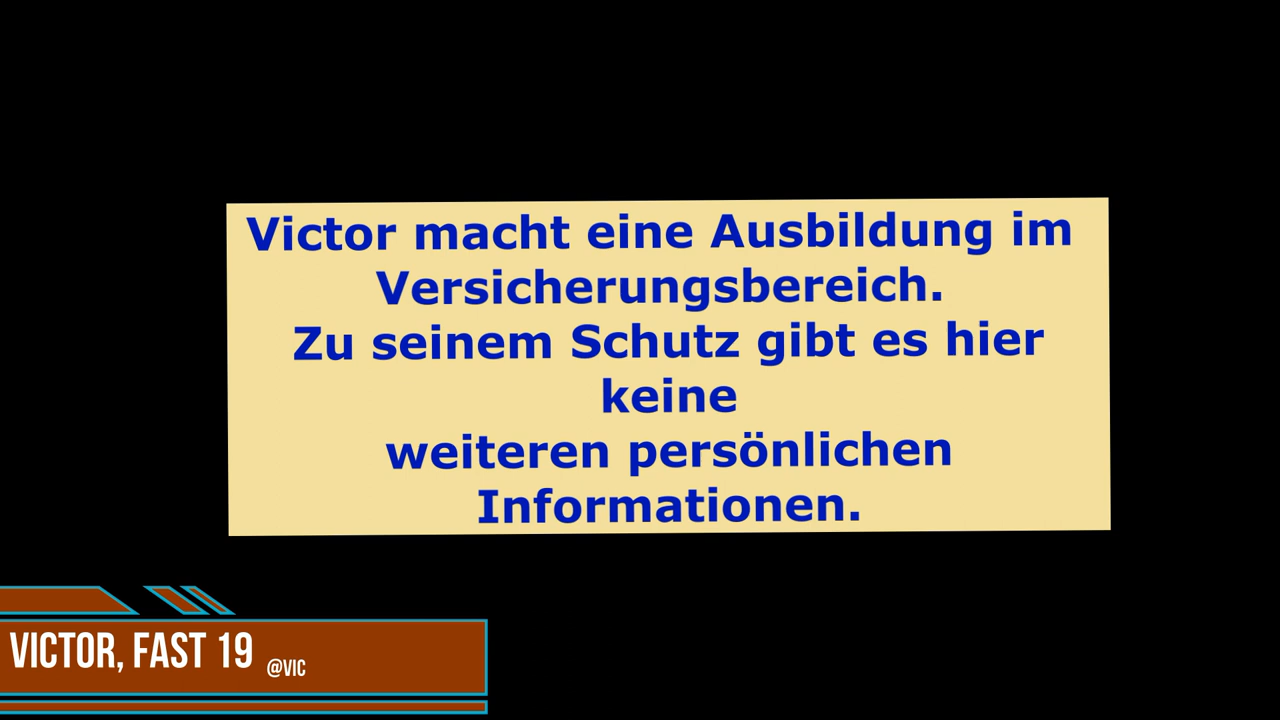 Victor macht eine Ausbildung im
Versicherungsbereich.
Zu seinem Schutz gibt es hier
keine
weiteren persönlichen
Informationen.
VICTOR, FAST 19 @VIC